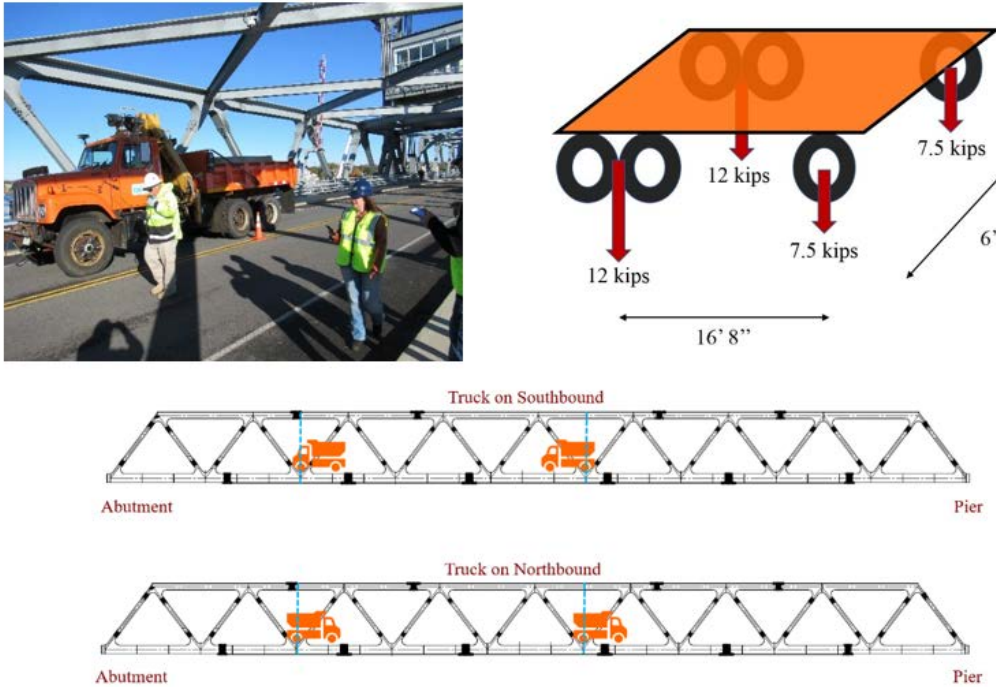 7.5 kips
12 kips
7.5 kips
6’
12 kips
16’ 8’’
Truck on Southbound
Abutment
Pier
Truck on Northbound
Abutment
Pier